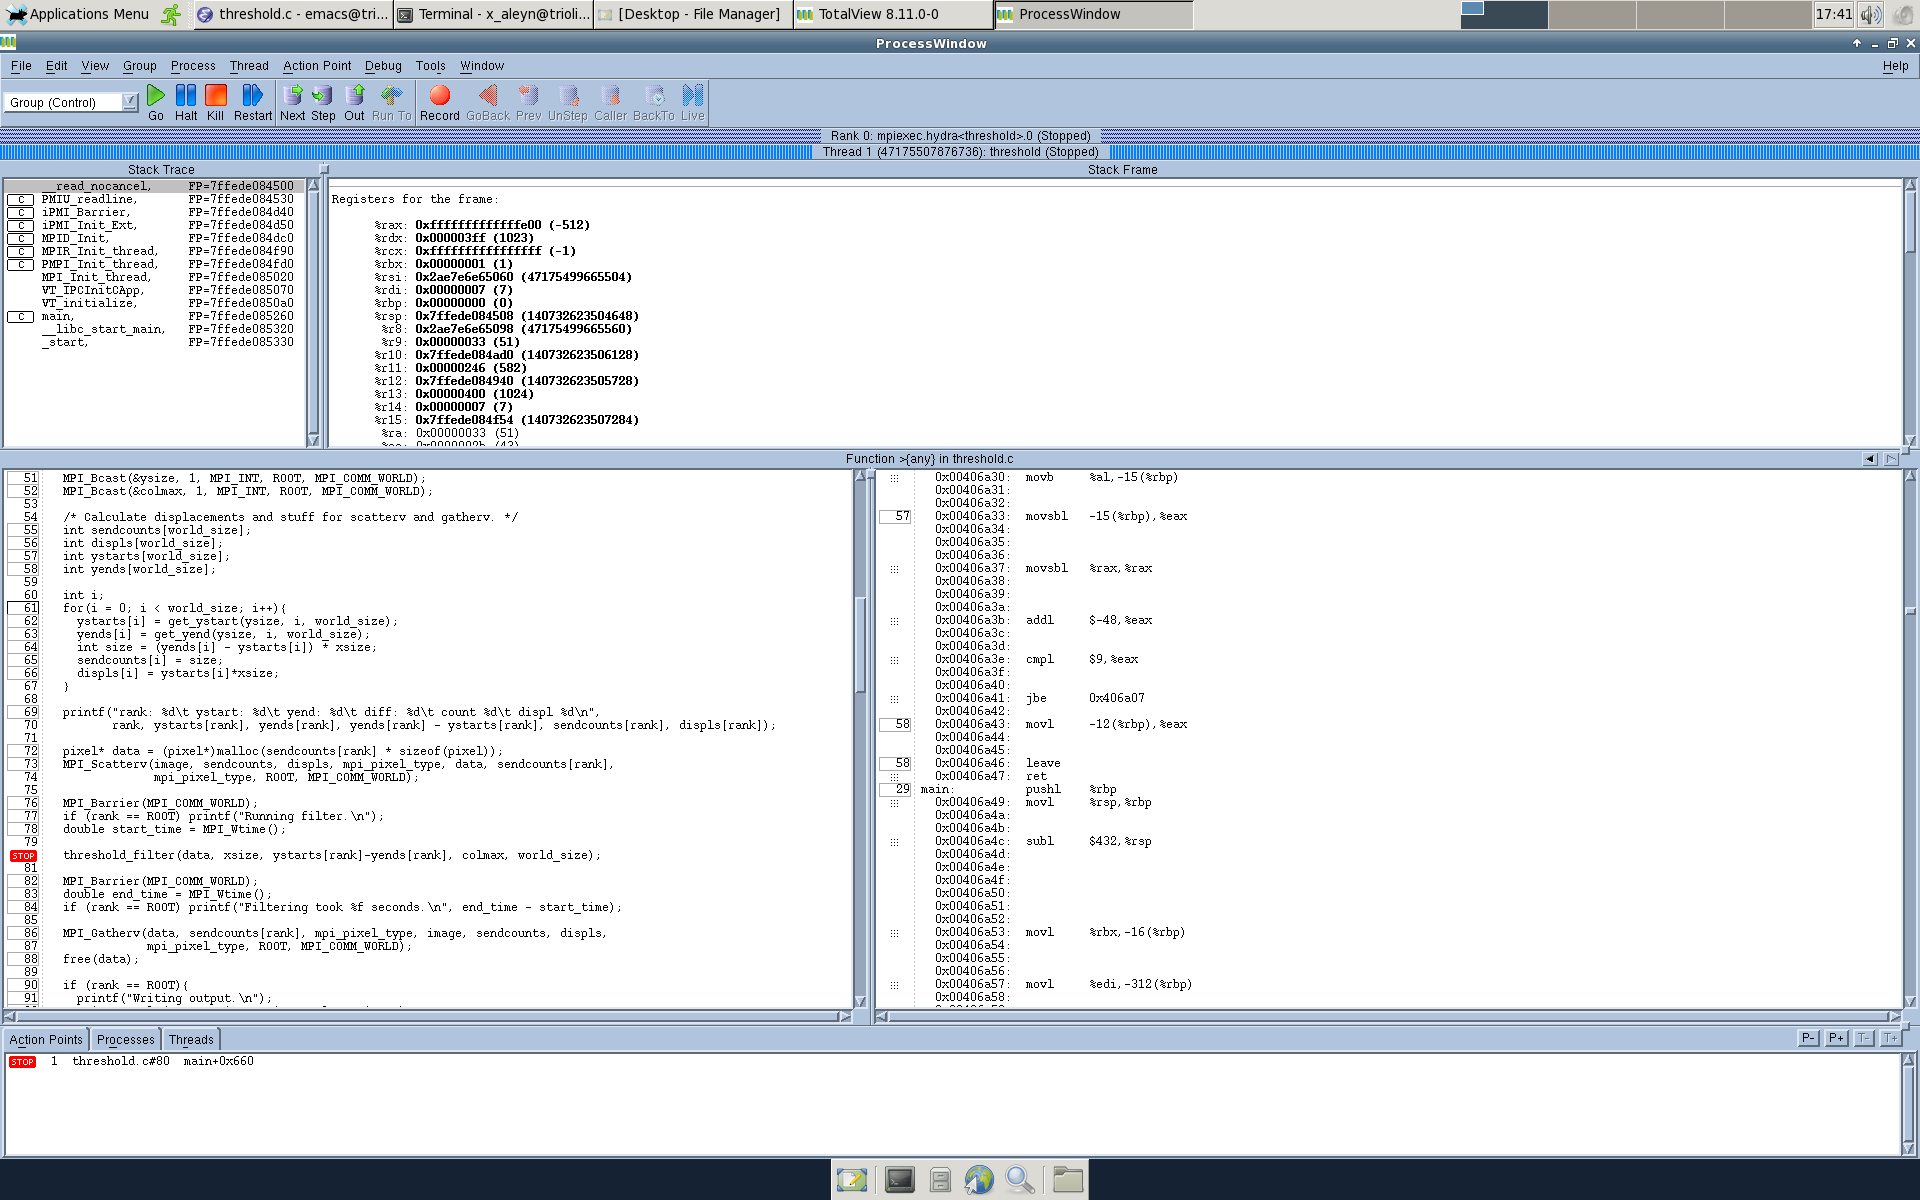 Applications Menu threshold.c - emacs@tri... Terminal - x_aleyn@trioli... [Desktop - File Manager] TotalView 8.11.0-0 ProcessWindow 17:41
ProcessWindow
File Edit View Group Process Thread Action Point Debug Tools Window Help
Group (Control) Go Halt Kill Restart Next Step Out Run To Record GoBack Prev UnStep Caller BackTo Live
Rank 0: mpiexec.hydra<threshold>.0 (Stopped)
Thread 1 (47175507876736): threshold (Stopped)
Stack Trace
__read_nocancel, FP=7ffede084500
C PMIU_readline, FP=7ffede084530
C iPMI_Barrier, FP=7ffede084d40
C iPMI_Init_Ext, FP=7ffede084d50
C MPID_Init, FP=7ffede084dc0
C MPIR_Init_thread, FP=7ffede084f90
C PMPI_Init_thread, FP=7ffede084fd0
MPI_Init_thread, FP=7ffede085020
VT_IPCInitCApp, FP=7ffede085070
VT_initialize, FP=7ffede0850a0
C main, FP=7ffede085260
__libc_start_main, FP=7ffede085320
_start, FP=7ffede085330
Stack Frame
Registers for the frame:
%rax: 0xfffffffffffffe00 (-512)
%rdx: 0x000003ff (1023)
%rcx: 0xffffffffffffffff (-1)
%rbx: 0x00000001 (1)
%rsi: 0x2ae7e6e65060 (47175499665504)
%rdi: 0x00000007 (7)
%rbp: 0x00000000 (0)
%rsp: 0x7ffede084508 (140732623504648)
%r8: 0x2ae7e6e65098 (47175499665560)
%r9: 0x00000033 (51)
%r10: 0x7ffede084ad0 (140732623506128)
%r11: 0x00000246 (582)
%r12: 0x7ffede084940 (140732623505728)
%r13: 0x00000400 (1024)
%r14: 0x00000007 (7)
%r15: 0x7ffede084f54 (140732623507284)
%ra: 0x00000033 (51)
Function >{any} in threshold.c
51 MPI_Bcast(&ysize, 1, MPI_INT, ROOT, MPI_COMM_WORLD);
52 MPI_Bcast(&colmax, 1, MPI_INT, ROOT, MPI_COMM_WORLD);
53
54 /* Calculate displacements and stuff for scatterv and gatherv. */
55 int sendcounts[world_size];
56 int displs[world_size];
57 int ystarts[world_size];
58 int yends[world_size];
59
60 int i;
61 for(i = 0; i < world_size; i++){
62 ystarts[i] = get_ystart(ysize, i, world_size);
63 yends[i] = get_yend(ysize, i, world_size);
64 int size = (yends[i] - ystarts[i]) * xsize;
65 sendcounts[i] = size;
66 displs[i] = ystarts[i]*xsize;
67 }
68
69 printf("rank: %d\t ystart: %d\t yend: %d\t diff: %d\t count %d\t displ %d\n",
70 rank, ystarts[rank], yends[rank], yends[rank] - ystarts[rank], sendcounts[rank], displs[rank]);
71
72 pixel* data = (pixel*)malloc(sendcounts[rank] * sizeof(pixel));
73 MPI_Scatterv(image, sendcounts, displs, mpi_pixel_type, data, sendcounts[rank],
74 mpi_pixel_type, ROOT, MPI_COMM_WORLD);
75
76 MPI_Barrier(MPI_COMM_WORLD);
77 if (rank == ROOT) printf("Running filter.\n");
78 double start_time = MPI_Wtime();
79
STOP threshold_filter(data, xsize, ystarts[rank]-yends[rank], colmax, world_size);
81
82 MPI_Barrier(MPI_COMM_WORLD);
83 double end_time = MPI_Wtime();
84 if (rank == ROOT) printf("Filtering took %f seconds.\n", end_time - start_time);
85
86 MPI_Gatherv(data, sendcounts[rank], mpi_pixel_type, image, sendcounts, displs,
87 mpi_pixel_type, ROOT, MPI_COMM_WORLD);
88 free(data);
89
90 if (rank == ROOT){
91 printf("Writing output.\n");
0x00406a30: movb %al,-15(%rbp)
0x00406a31:
0x00406a32:
57 0x00406a33: movsbl -15(%rbp),%eax
0x00406a34:
0x00406a35:
0x00406a36:
0x00406a37: movsbl %rax,%rax
0x00406a38:
0x00406a39:
0x00406a3a:
0x00406a3b: addl $-48,%eax
0x00406a3c:
0x00406a3d:
0x00406a3e: cmpl $9,%eax
0x00406a3f:
0x00406a40:
0x00406a41: jbe 0x406a07
0x00406a42:
58 0x00406a43: movl -12(%rbp),%eax
0x00406a44:
0x00406a45:
58 0x00406a46: leave
0x00406a47: ret
29 main: pushl %rbp
0x00406a49: movl %rsp,%rbp
0x00406a4a:
0x00406a4b:
0x00406a4c: subl $432,%rsp
0x00406a4d:
0x00406a4e:
0x00406a4f:
0x00406a50:
0x00406a51:
0x00406a52:
0x00406a53: movl %rbx,-16(%rbp)
0x00406a54:
0x00406a55:
0x00406a56:
0x00406a57: movl %edi,-312(%rbp)
0x00406a58:
Action Points Processes Threads P- P+ T- T+
STOP 1 threshold.c#80 main+0x660